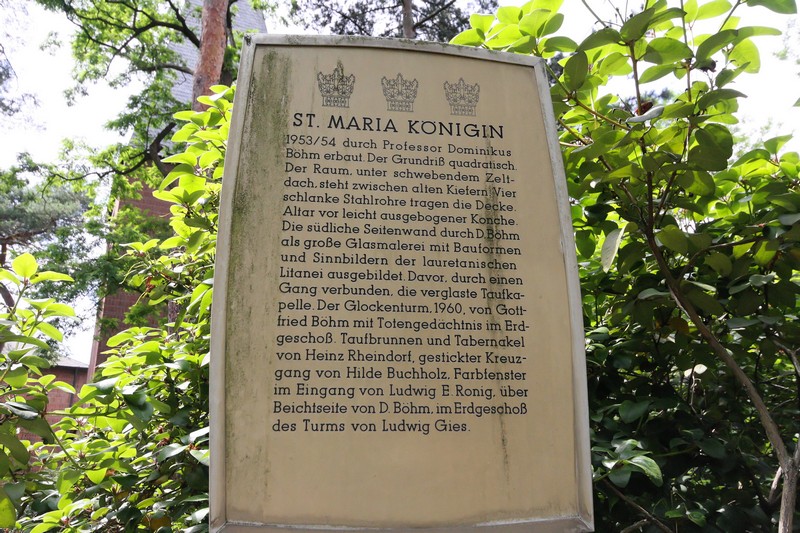 ST. MARIA KÖNIGIN
1953/54 durch Professor Dominikus
Böhm erbaut. Der Grundriß quadratisch.
Der Raum, unter schwebendem Zelt-
dach, steht zwischen alten Kiefern. Vier
schlanke Stahlrohre tragen die Decke.
Altar vor leicht ausgebogener Konche.
Die südliche Seitenwand durch D. Böhm
als große Glasmalerei mit Bauformen
und Sinnbildern der lauretanischen
Litanei ausgebildet. Davor, durch einen
Gang verbunden, die verglaste Taufka-
pelle. Der Glockenturm, 1960, von Gott-
fried Böhm mit Totengedächtnis im Erd-
geschoß. Taufbrunnen und Tabernakel
von Heinz Rheindorf, gestickter Kreuz-
gang von Hilde Buchholz. Farbfenster
im Eingang von Ludwig E. Ronig, über
Beichtseite von D. Böhm, im Erdgeschoß
des Turms von Ludwig Gies.